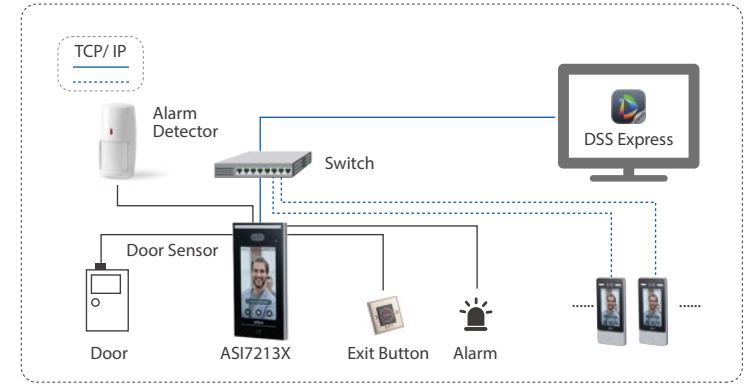 TCP/ IP
Alarm
Detector
Switch
DSS Express
Door Sensor
Door
ASI7213X
Exit Button
Alarm